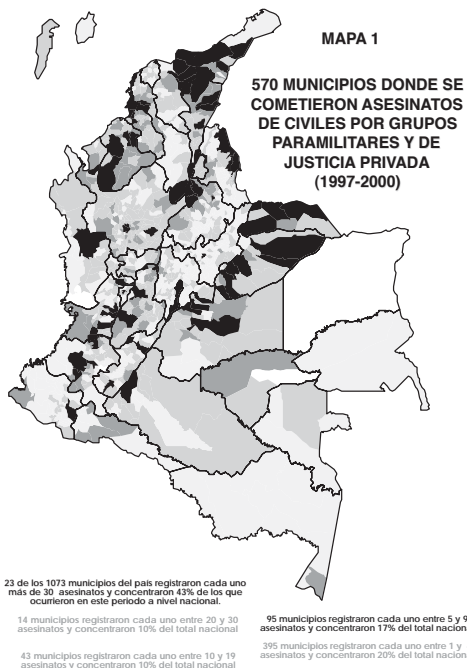 MAPA 1
570 MUNICIPIOS DONDE SE
COMETIERON ASESINATOS
DE CIVILES POR GRUPOS
PARAMILITARES Y DE
JUSTICIA PRIVADA
(1997-2000)
23 de los 1073 municipios del país registraron cada uno
más de 30 asesinatos y concentraron 43% de los que
ocurrieron en este periodo a nivel nacional.
14 municipios registraron cada uno entre 20 y 30
asesinatos y concentraron 10% del total nacional
43 municipios registraron cada uno entre 10 y 19
asesinatos y concentraron 10% del total nacional
95 municipios registraron cada uno entre 5 y 9
asesinatos y concentraron 17% del total nacion
395 municipios registraron cada uno entre 1 y
asesinatos y concentraron 20% del total nacion